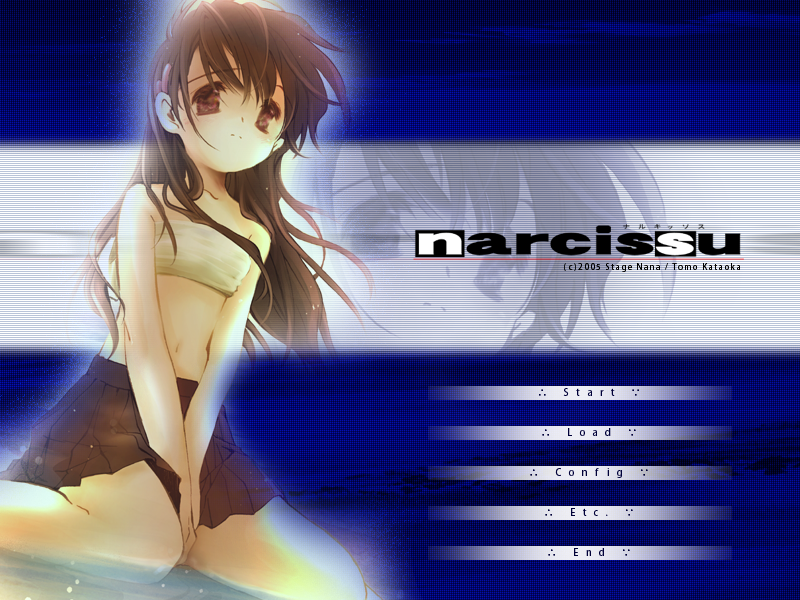 ナルキッソス
narcissu
(c)2005 Stage Nana / Tomo Kataoka
∴ Start ∵
∴ Load ∵
∴ Config ∵
∴ Etc. ∵
∴ End ∵